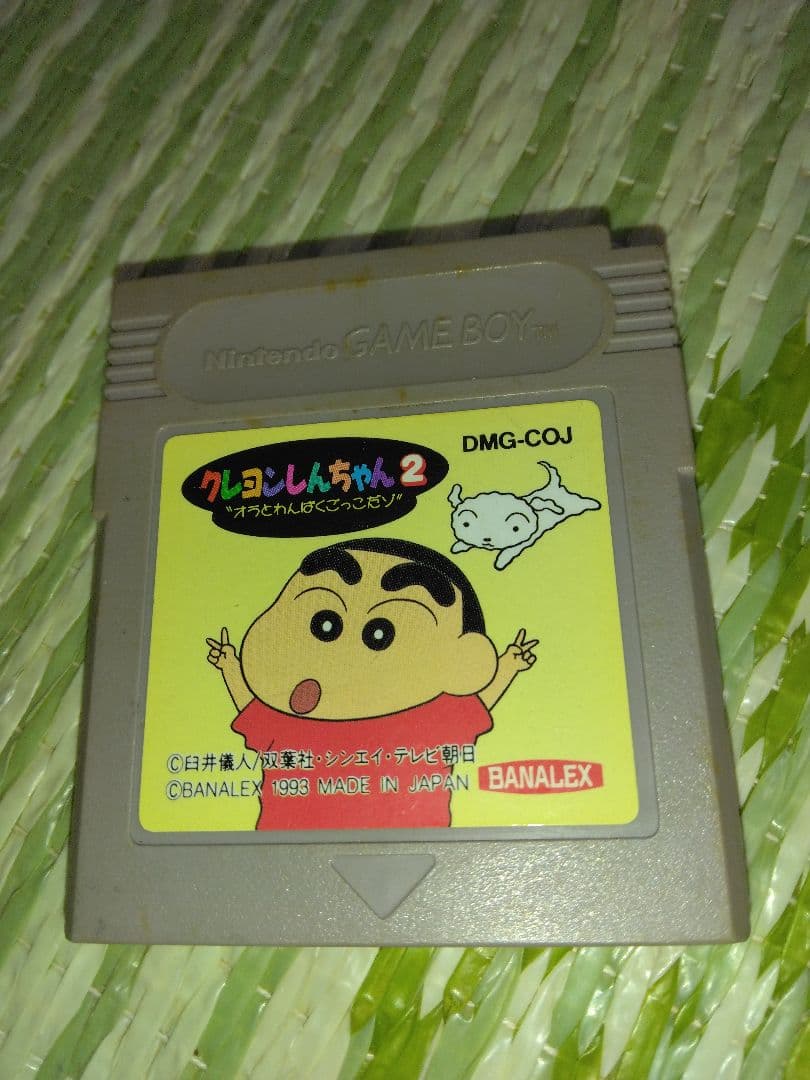 Nintendo GAME BOY TM
DMG-COJ
クレヨンしんちゃん2
"オラとわんぱくごっこだゾ"
©臼井儀人/双葉社・シンエイ・テレビ朝日
©BANALEX 1993 MADE IN JAPAN
BANALEX